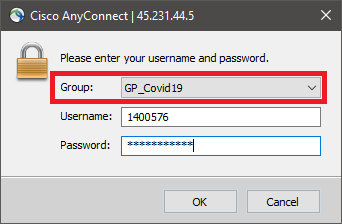 Cisco AnyConnect | 45.231.44.5
Please enter your username and password.
Group: GP_Covid19
Username: 1400576
Password: ***********
OK Cancel